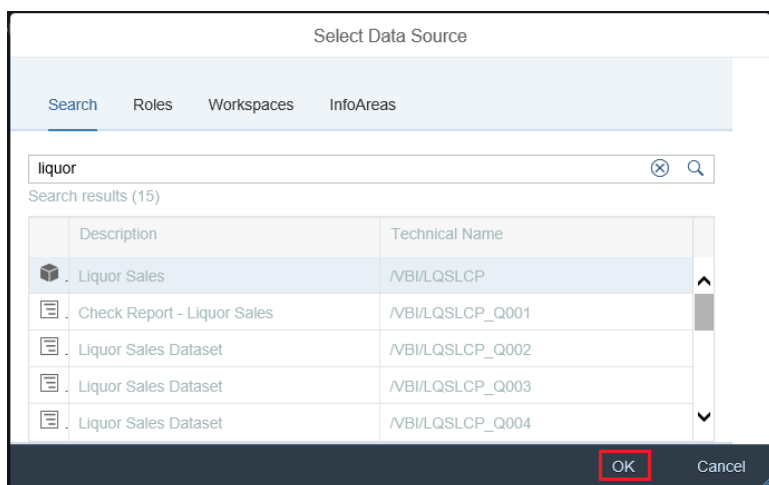 Select Data Source
Search Roles Workspaces InfoAreas
liquor
Search results (15)
Description Technical Name
. Liquor Sales /VBI/LQSLCP
. Check Report - Liquor Sales /VBI/LQSLCP_Q001
. Liquor Sales Dataset /VBI/LQSLCP_Q002
. Liquor Sales Dataset /VBI/LQSLCP_Q003
. Liquor Sales Dataset /VBI/LQSLCP_Q004
OK Cancel